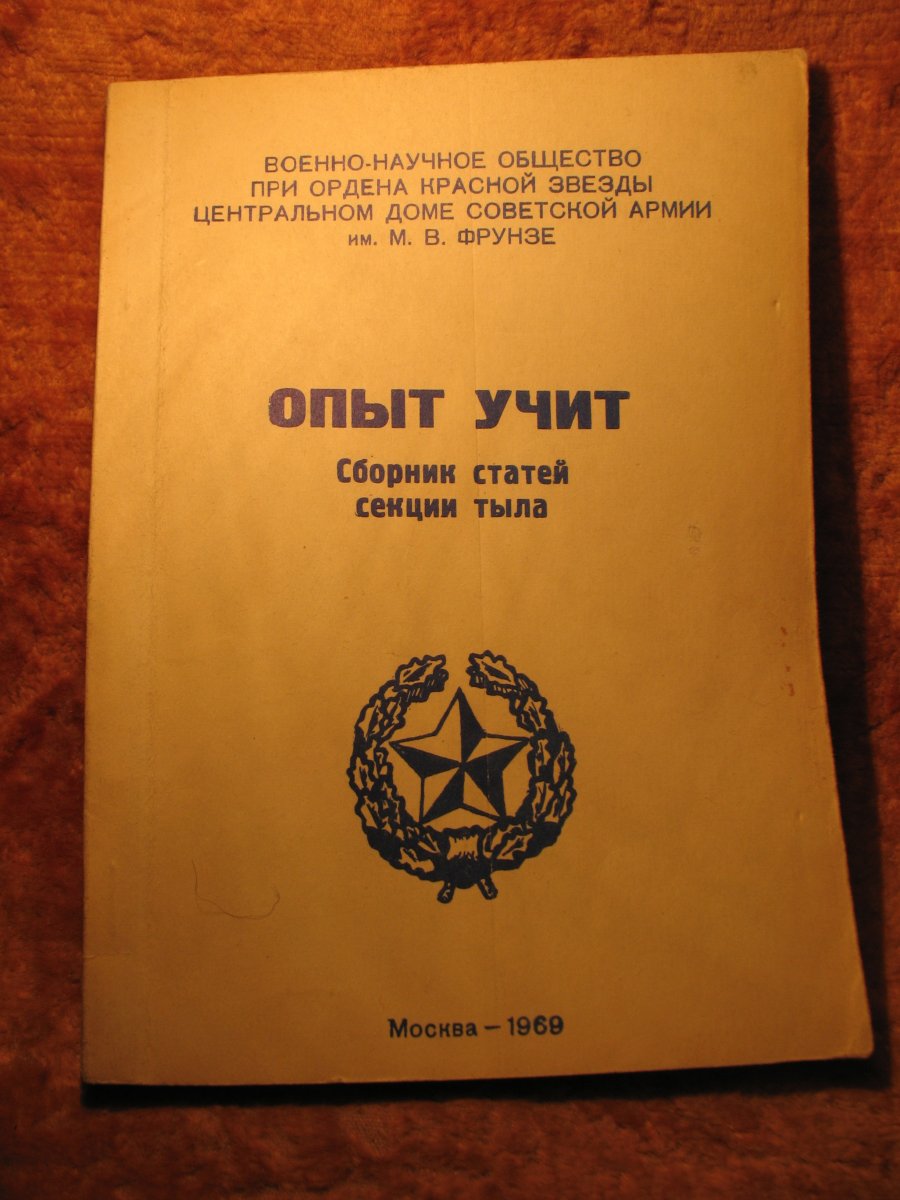 ВОЕННО-НАУЧНОЕ ОБЩЕСТВО
ПРИ ОРДЕНА КРАСНОЙ ЗВЕЗДЫ
ЦЕНТРАЛЬНОМ ДОМЕ СОВЕТСКОЙ АРМИИ
им. М. В. ФРУНЗЕ
ОПЫТ УЧИТ
Сборник статей
секции тыла
Москва – 1969